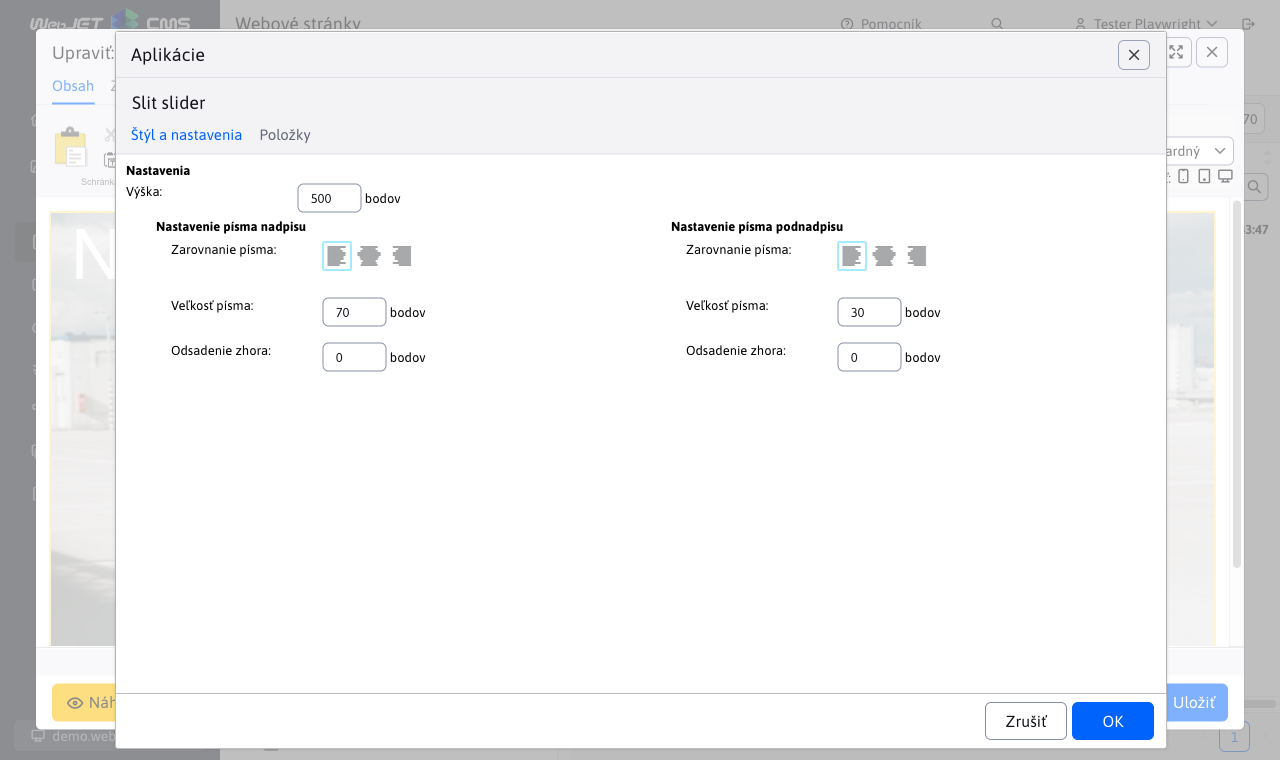 WebJET CMS
Webové stránky
Pomocník
Tester Playwright
Upraviť:
Aplikácie
Obsah
Slit slider
Štýl a nastavenia
Položky
70
ardný
Schránka
Nastavenia
Výška:
500
bodov
3:47
Nastavenie písma nadpisu
Nastavenie písma podnadpisu
N
Zarovnanie písma:
Zarovnanie písma:
Veľkosť písma:
70
bodov
Veľkosť písma:
30
bodov
Odsadenie zhora:
0
bodov
Odsadenie zhora:
0
bodov
Náh
Zrušiť
OK
Uložiť
demo.web
1